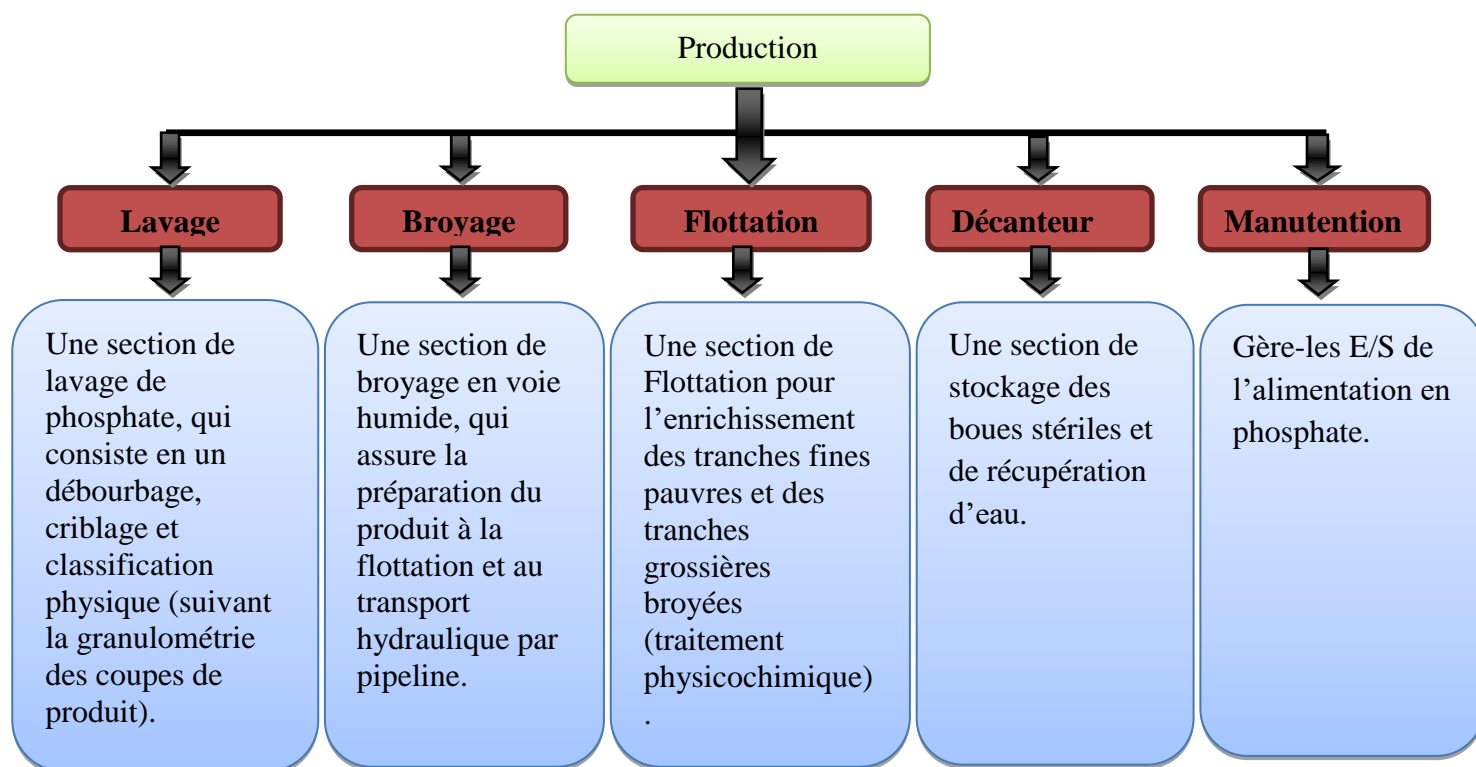 Production
Lavage
Broyage
Flottation
Décanteur
Manutention
Une section de
lavage de
phosphate, qui
consiste en un
débourbage,
criblage et
classification
physique (suivant
la granulométrie
des coupes de
produit).
Une section de
broyage en voie
humide, qui
assure la
préparation du
produit à la
flottation et au
transport
hydraulique par
pipeline.
Une section de
Flottation pour
l’enrichissement
des tranches fines
pauvres et des
tranches
grossières
broyées
(traitement
physicochimique)
.
Une section de
stockage des
boues stériles et
de récupération
d’eau.
Gère-les E/S de
l’alimentation en
phosphate.